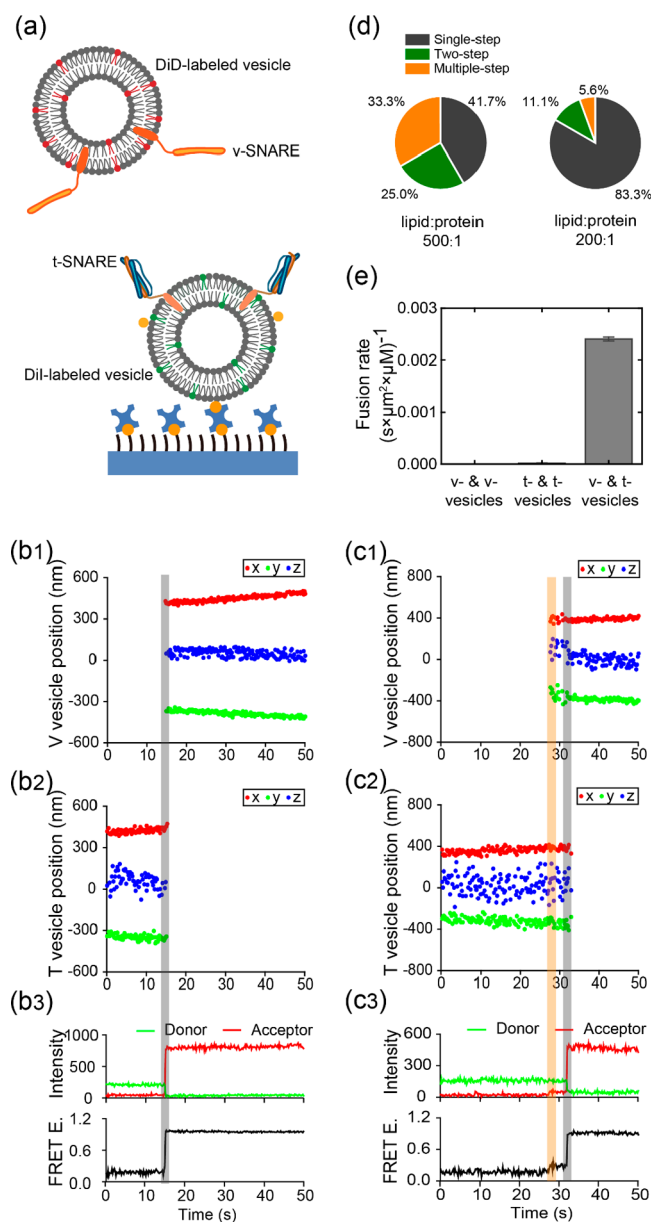 (a)
DiD-labeled vesicle
v-SNARE
t-SNARE
DiI-labeled vesicle
(d)
Single-step
Two-step
Multiple-step
33.3%
41.7%
25.0%
lipid:protein
500:1
5.6%
11.1%
83.3%
lipid:protein
200:1
(e)
Fusion rate
(s×μm²×μM)⁻¹
0.003
0.002
0.001
0.000
v- & v-
vesicles
t- & t-
vesicles
v- & t-
vesicles
(b1)
x y z
V vesicle position (nm)
600
300
0
-300
-600
0 10 20 30 40 50
(c1)
x y z
V vesicle position (nm)
800
400
0
-400
-800
0 10 20 30 40 50
(b2)
x y z
T vesicle position (nm)
600
300
0
-300
-600
0 10 20 30 40 50
(c2)
x y z
T vesicle position (nm)
800
400
0
-400
-800
0 10 20 30 40 50
(b3)
Donor Acceptor
Intensity
1000
500
0
FRET E.
1.2
0.6
0.0
0 10 20 30 40 50
Time (s)
(c3)
Donor Acceptor
Intensity
600
300
0
FRET E.
1.2
0.6
0.0
0 10 20 30 40 50
Time (s)